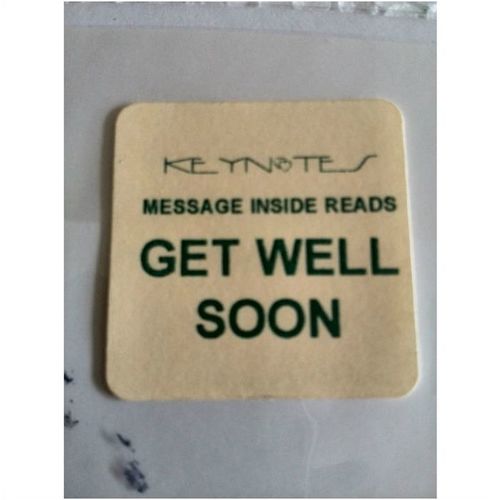 KEYNOTES
MESSAGE INSIDE READS
GET WELL
SOON